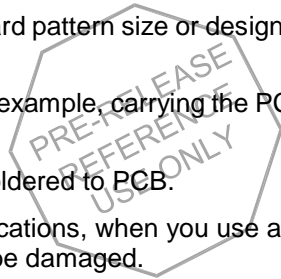 ard pattern size or design
example, carrying the PC
PRE-RELEASE
REFERENCE
USE ONLY
oldered to PCB.
cations, when you use a
be damaged.